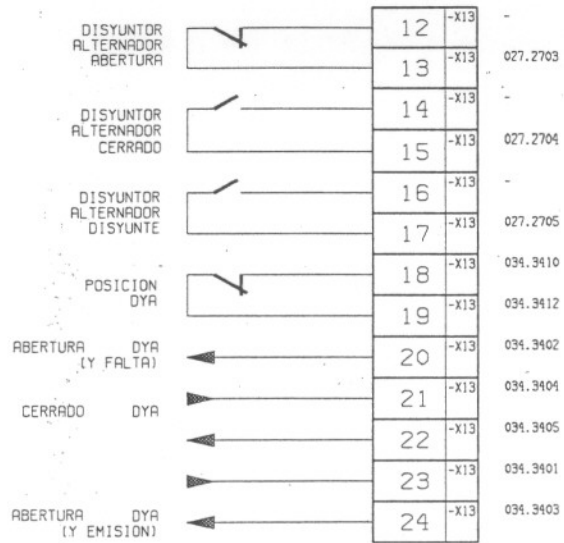 12 -X13 -
DISYUNTOR
ALTERNADOR
ABERTURA
13 -X13 027.2703
14 -X13 -
DISYUNTOR
ALTERNADOR
CERRADO
15 -X13 027.2704
16 -X13 -
DISYUNTOR
ALTERNADOR
DISYUNTE
17 -X13 027.2705
18 -X13 034.3410
POSICION
DYA
19 -X13 034.3412
ABERTURA DYA
(Y FALTA)
20 -X13 034.3402
21 -X13 034.3404
CERRADO DYA
22 -X13 034.3405
23 -X13 034.3401
ABERTURA DYA
(Y EMISION)
24 -X13 034.3403